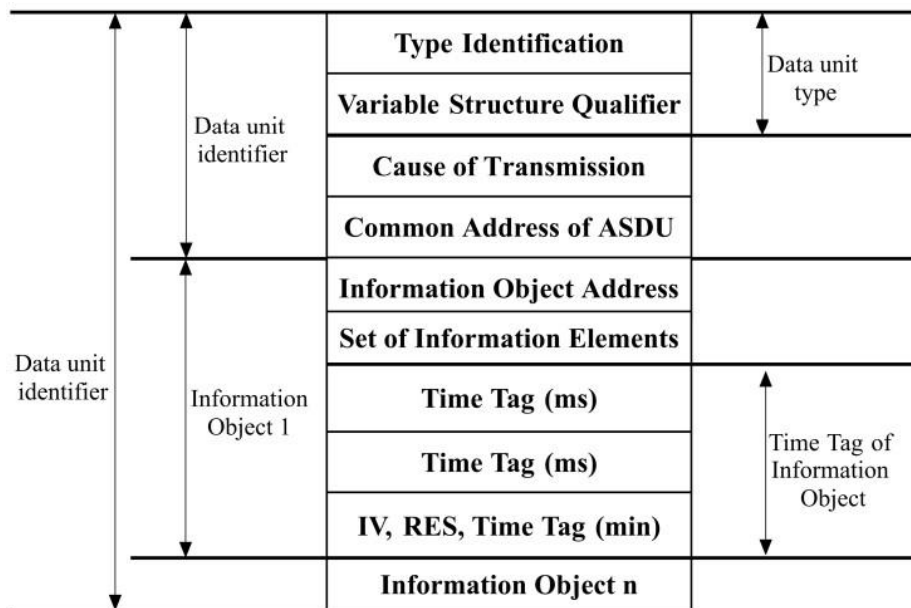 Type Identification
Data unit
type
Variable Structure Qualifier
Data unit
identifier
Cause of Transmission
Common Address of ASDU
Information Object Address
Set of Information Elements
Data unit
identifier
Information
Object 1
Time Tag (ms)
Time Tag (ms)
Time Tag of
Information
Object
IV, RES, Time Tag (min)
Information Object n